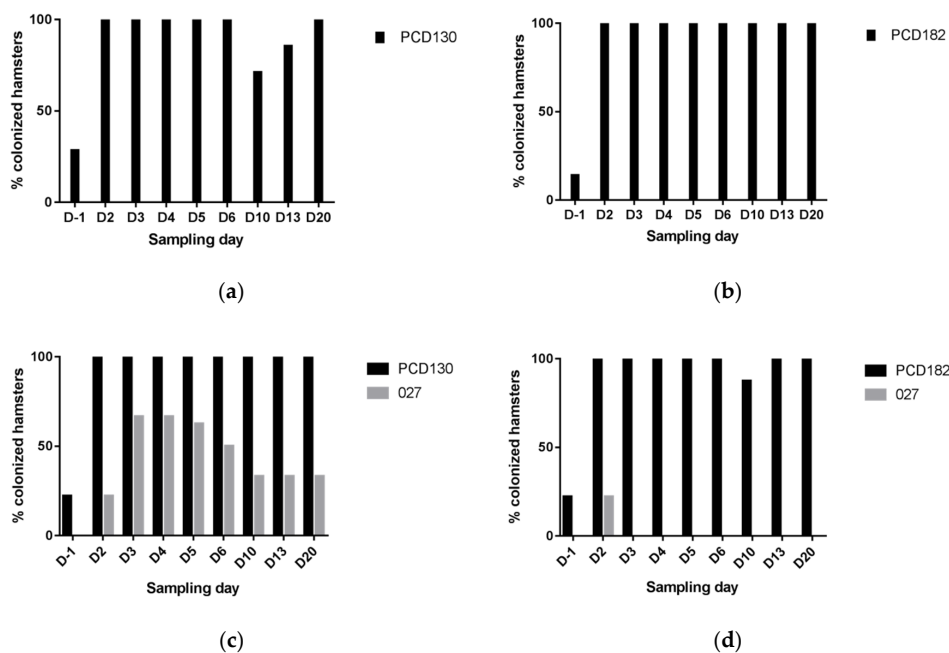 100
50
0
% colonized hamsters
D-1 D2 D3 D4 D5 D6 D10 D13 D20
Sampling day
PCD130
(a)
100
50
0
% colonized hamsters
D-1 D2 D3 D4 D5 D6 D10 D13 D20
Sampling day
PCD182
(b)
100
50
0
% colonized hamsters
D-1 D2 D3 D4 D5 D6 D10 D13 D20
Sampling day
PCD130
027
(c)
100
50
0
% colonized hamsters
D-1 D2 D3 D4 D5 D6 D10 D13 D20
Sampling day
PCD182
027
(d)